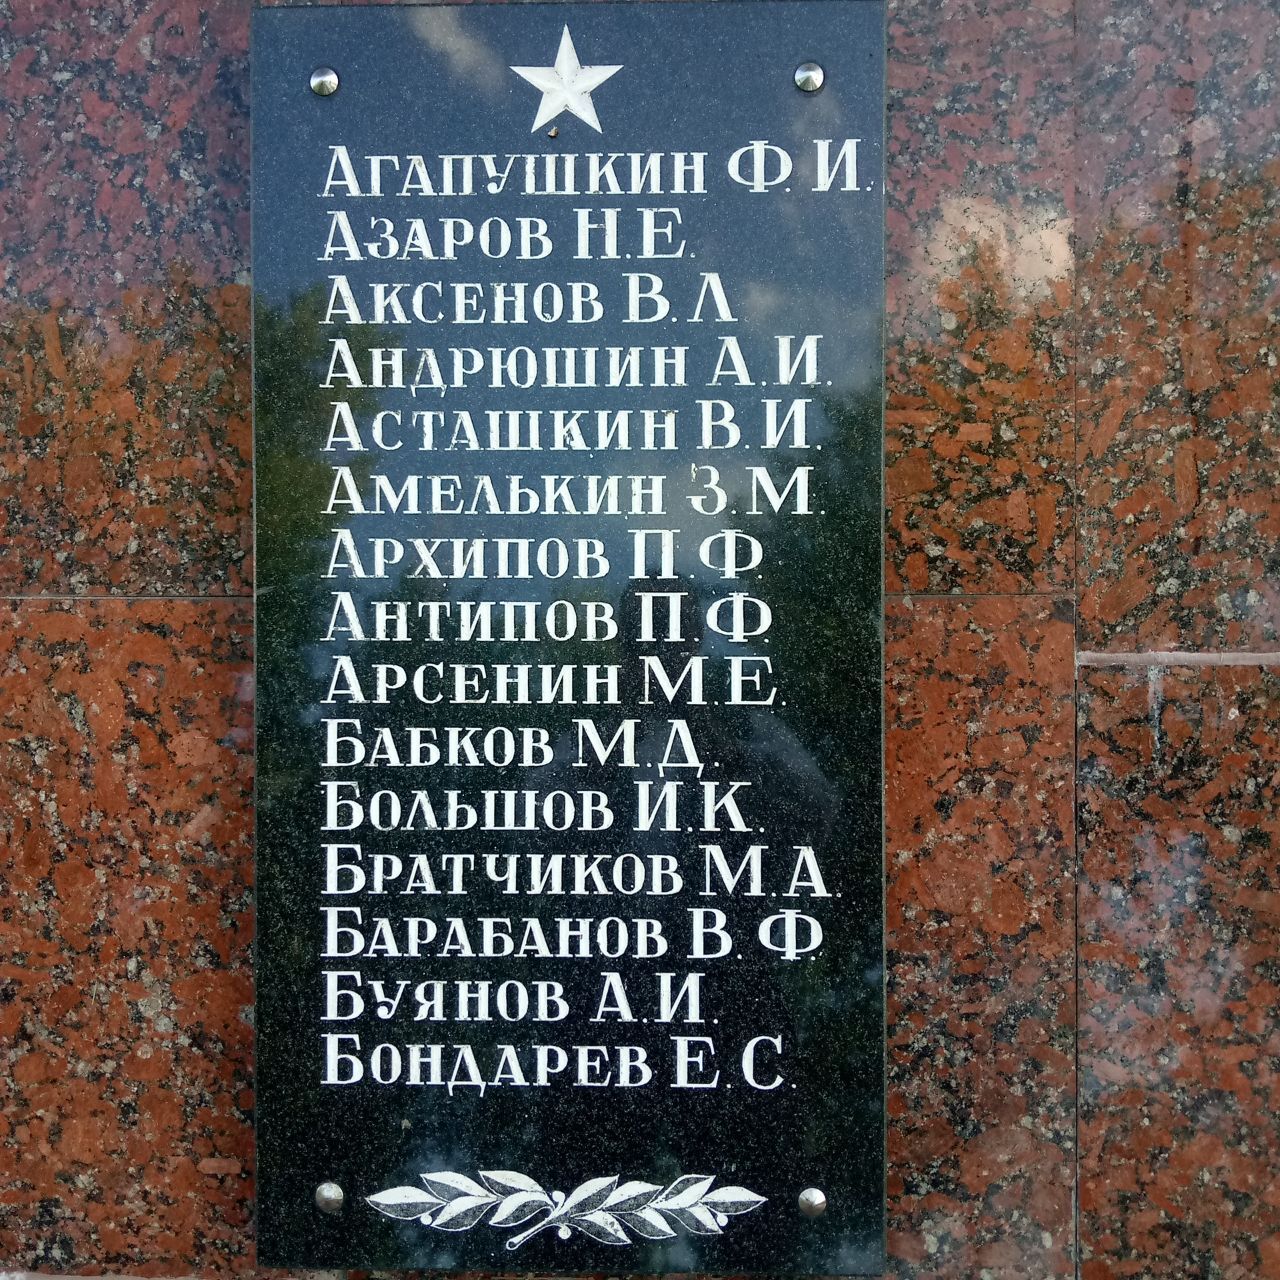 Агапушкин Ф. И.
Азаров Н.Е.
Аксенов В.Л
Андрюшин А.И.
Асташкин В.И.
Амелькин З.М.
Архипов П.Ф.
Антипов П.Ф.
Арсенин М.Е.
Бабков М.Д.
Большов И.К.
Братчиков М.А.
Барабанов В.Ф.
Буянов А.И.
Бондарев Е.С.